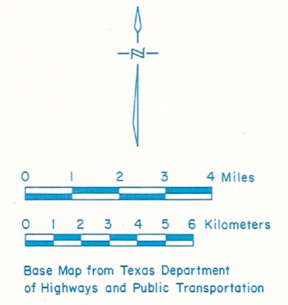 N
0 1 2 3 4 Miles
0 1 2 3 4 5 6 Kilometers
Base Map from Texas Department
of Highways and Public Transportation